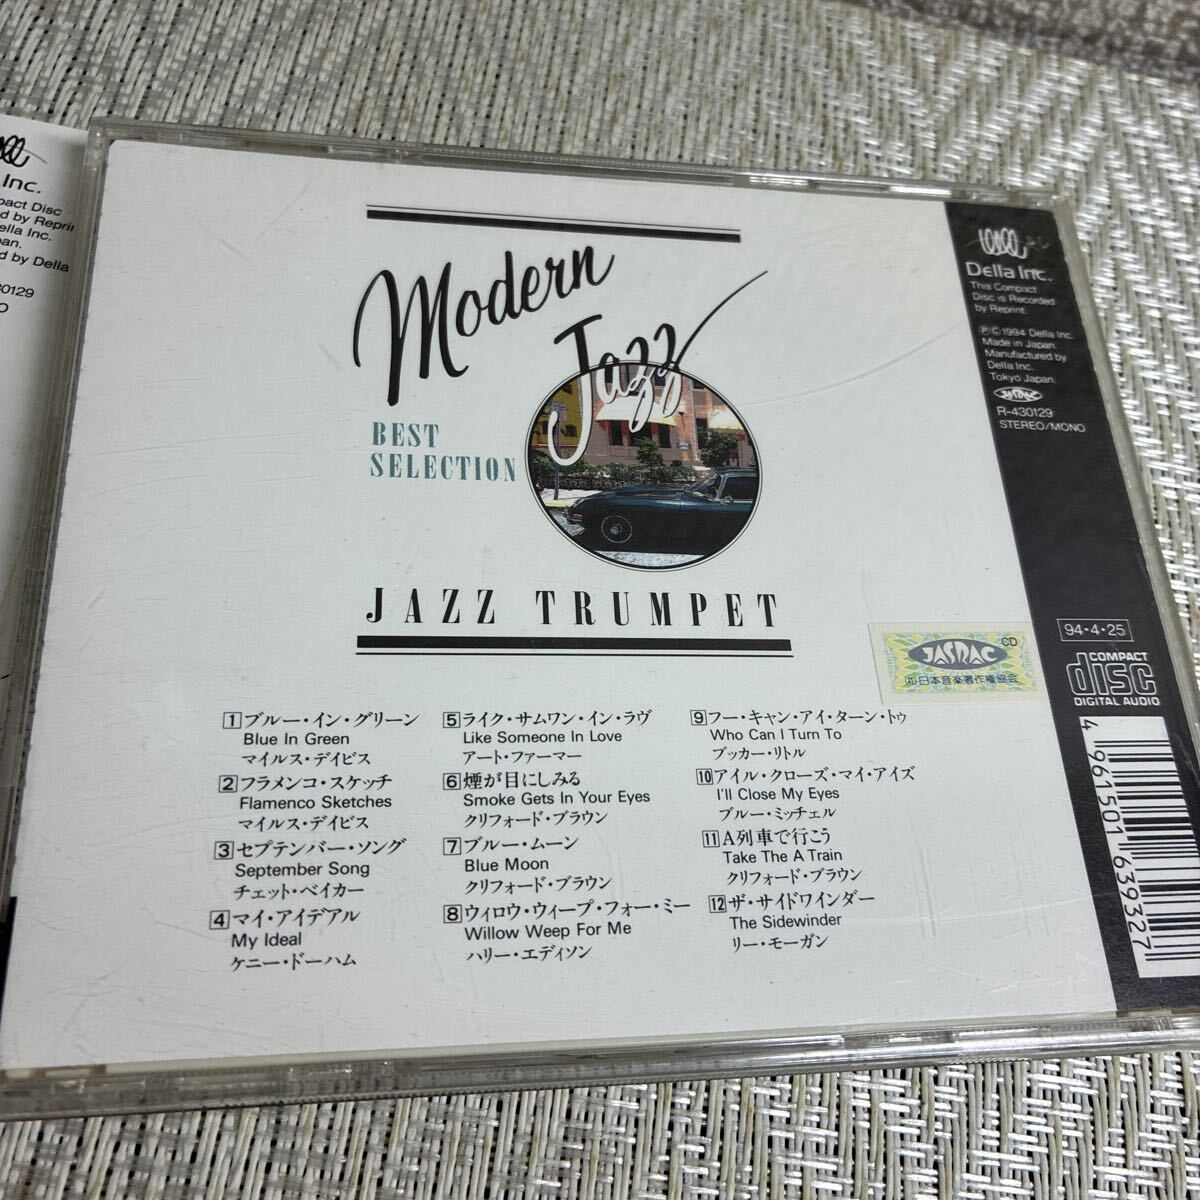 Inc.
pact Disc
d by Reprin
ella Inc.
pan.
d by Della
30129
Modern
Jazz
BEST
SELECTION
JAZZ TRUMPET
1 ブルー・イン・グリーン
Blue In Green
マイルス・デイビス
2 フラメンコ・スケッチ
Flamenco Sketches
マイルス・デイビス
3 セプテンバー・ソング
September Song
チェット・ベイカー
4 マイ・アイデアル
My Ideal
ケニー・ドーハム
5 ライク・サムワン・イン・ラヴ
Like Someone In Love
アート・ファーマー
6 煙が目にしみる
Smoke Gets In Your Eyes
クリフォード・ブラウン
7 ブルー・ムーン
Blue Moon
クリフォード・ブラウン
8 ウィロウ・ウィープ・フォー・ミー
Willow Weep For Me
ハリー・エディソン
9 フー・キャン・アイ・ターン・トゥ
Who Can I Turn To
ブッカー・リトル
10 アイル・クローズ・マイ・アイズ
I'll Close My Eyes
ブルー・ミッチェル
11 A列車で行こう
Take The A Train
クリフォード・ブラウン
12 ザ・サイドワインダー
The Sidewinder
リー・モーガン
JASRAC
CD
(社)日本音楽著作権協会
Della Inc.
This Compact
Disc is Recorded
by Reprint.
ⓅⒸ1994 Della Inc.
Made in Japan.
Manufactured by
Della Inc.
Tokyo Japan.
JASRAC
R-430129
STEREO/MONO
94・4・25
COMPACT
disc
DIGITAL AUDIO
4 961501 639327